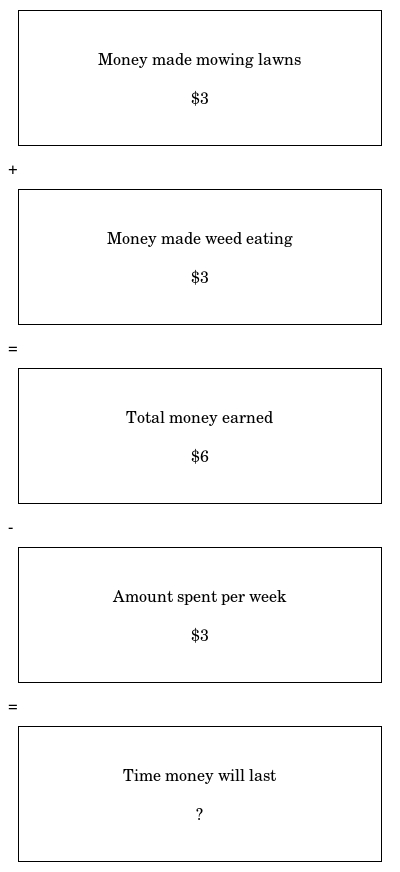 Money made mowing lawns
$3
+
Money made weed eating
$3
=
Total money earned
$6
-
Amount spent per week
$3
=
Time money will last
?